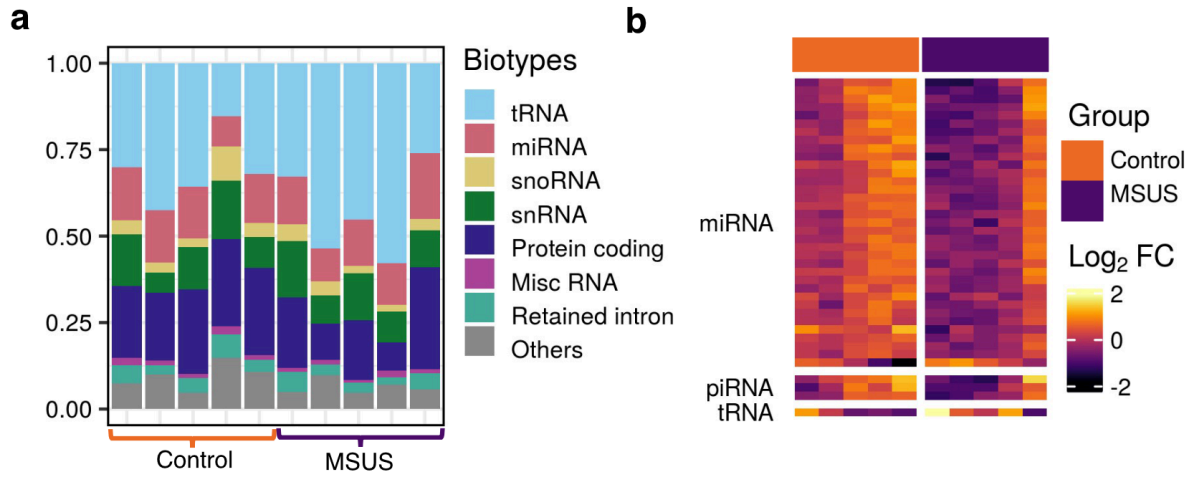 a
1.00
0.75
0.50
0.25
0.00
Control
MSUS
Biotypes
tRNA
miRNA
snoRNA
snRNA
Protein coding
Misc RNA
Retained intron
Others
b
miRNA
piRNA
tRNA
Group
Control
MSUS
Log₂ FC
2
0
-2